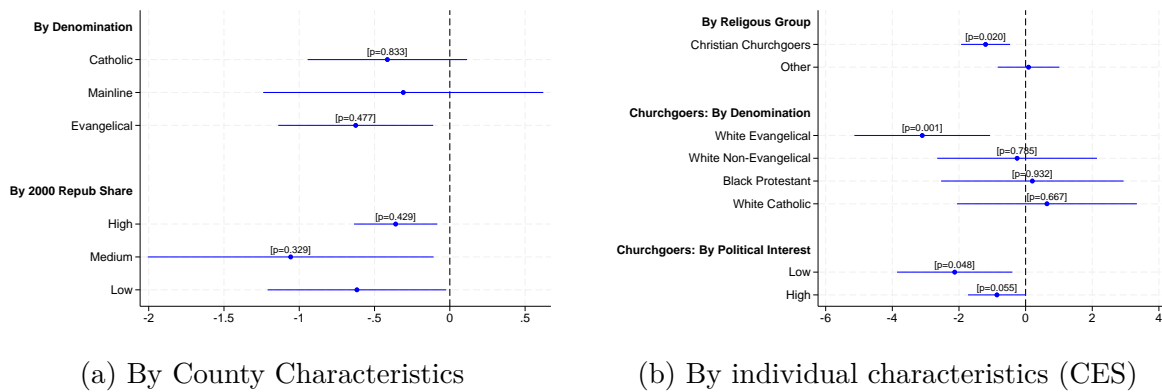 By Denomination
[p=0.833]
Catholic
Mainline
[p=0.477]
Evangelical
By 2000 Repub Share
[p=0.429]
High
[p=0.329]
Medium
Low
-2 -1.5 -1 -.5 0 .5
(a) By County Characteristics
By Religous Group
[p=0.020]
Christian Churchgoers
Other
Churchgoers: By Denomination
[p=0.001]
White Evangelical
[p=0.785]
White Non-Evangelical
[p=0.932]
Black Protestant
[p=0.667]
White Catholic
Churchgoers: By Political Interest
[p=0.048]
Low
[p=0.055]
High
-6 -4 -2 0 2 4
(b) By individual characteristics (CES)